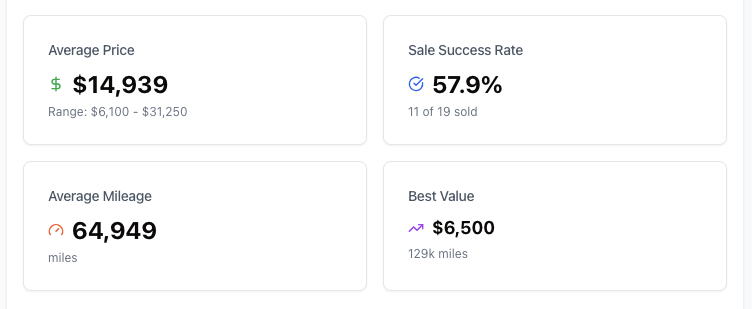 Average Price
$14,939
Range: $6,100 - $31,250
Sale Success Rate
57.9%
11 of 19 sold
Average Mileage
64,949
miles
Best Value
$6,500
129k miles